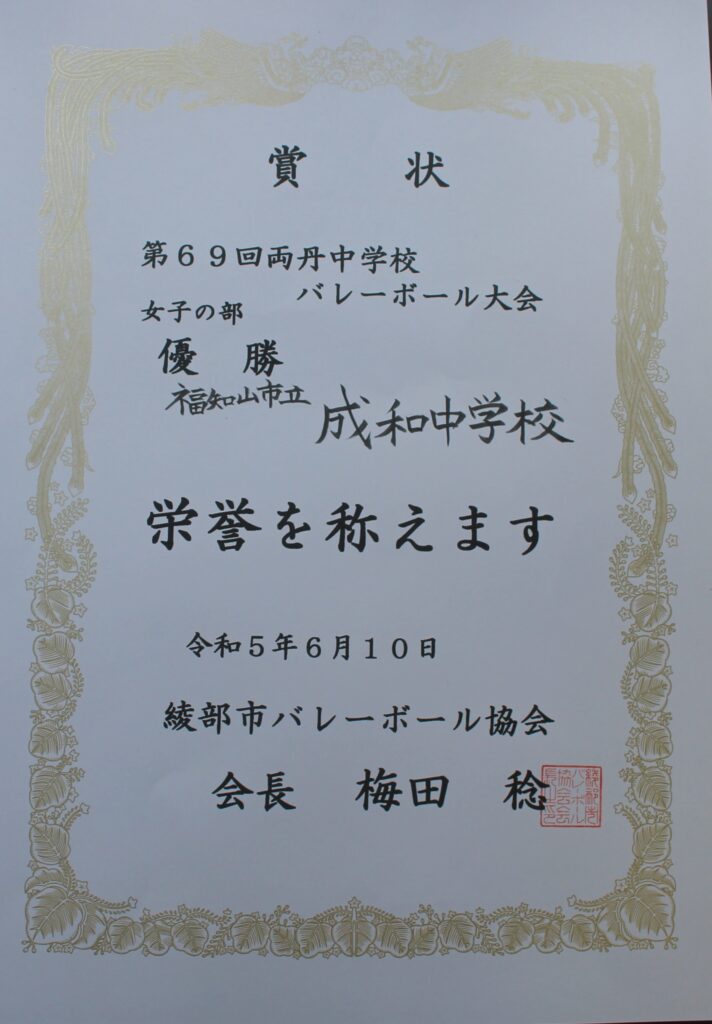 賞 状
第69回両丹中学校
バレーボール大会
女子の部
優 勝
福知山市立 成和中学校
栄誉を称えます
令和5年6月10日
綾部市バレーボール協会
会長 梅田 稔